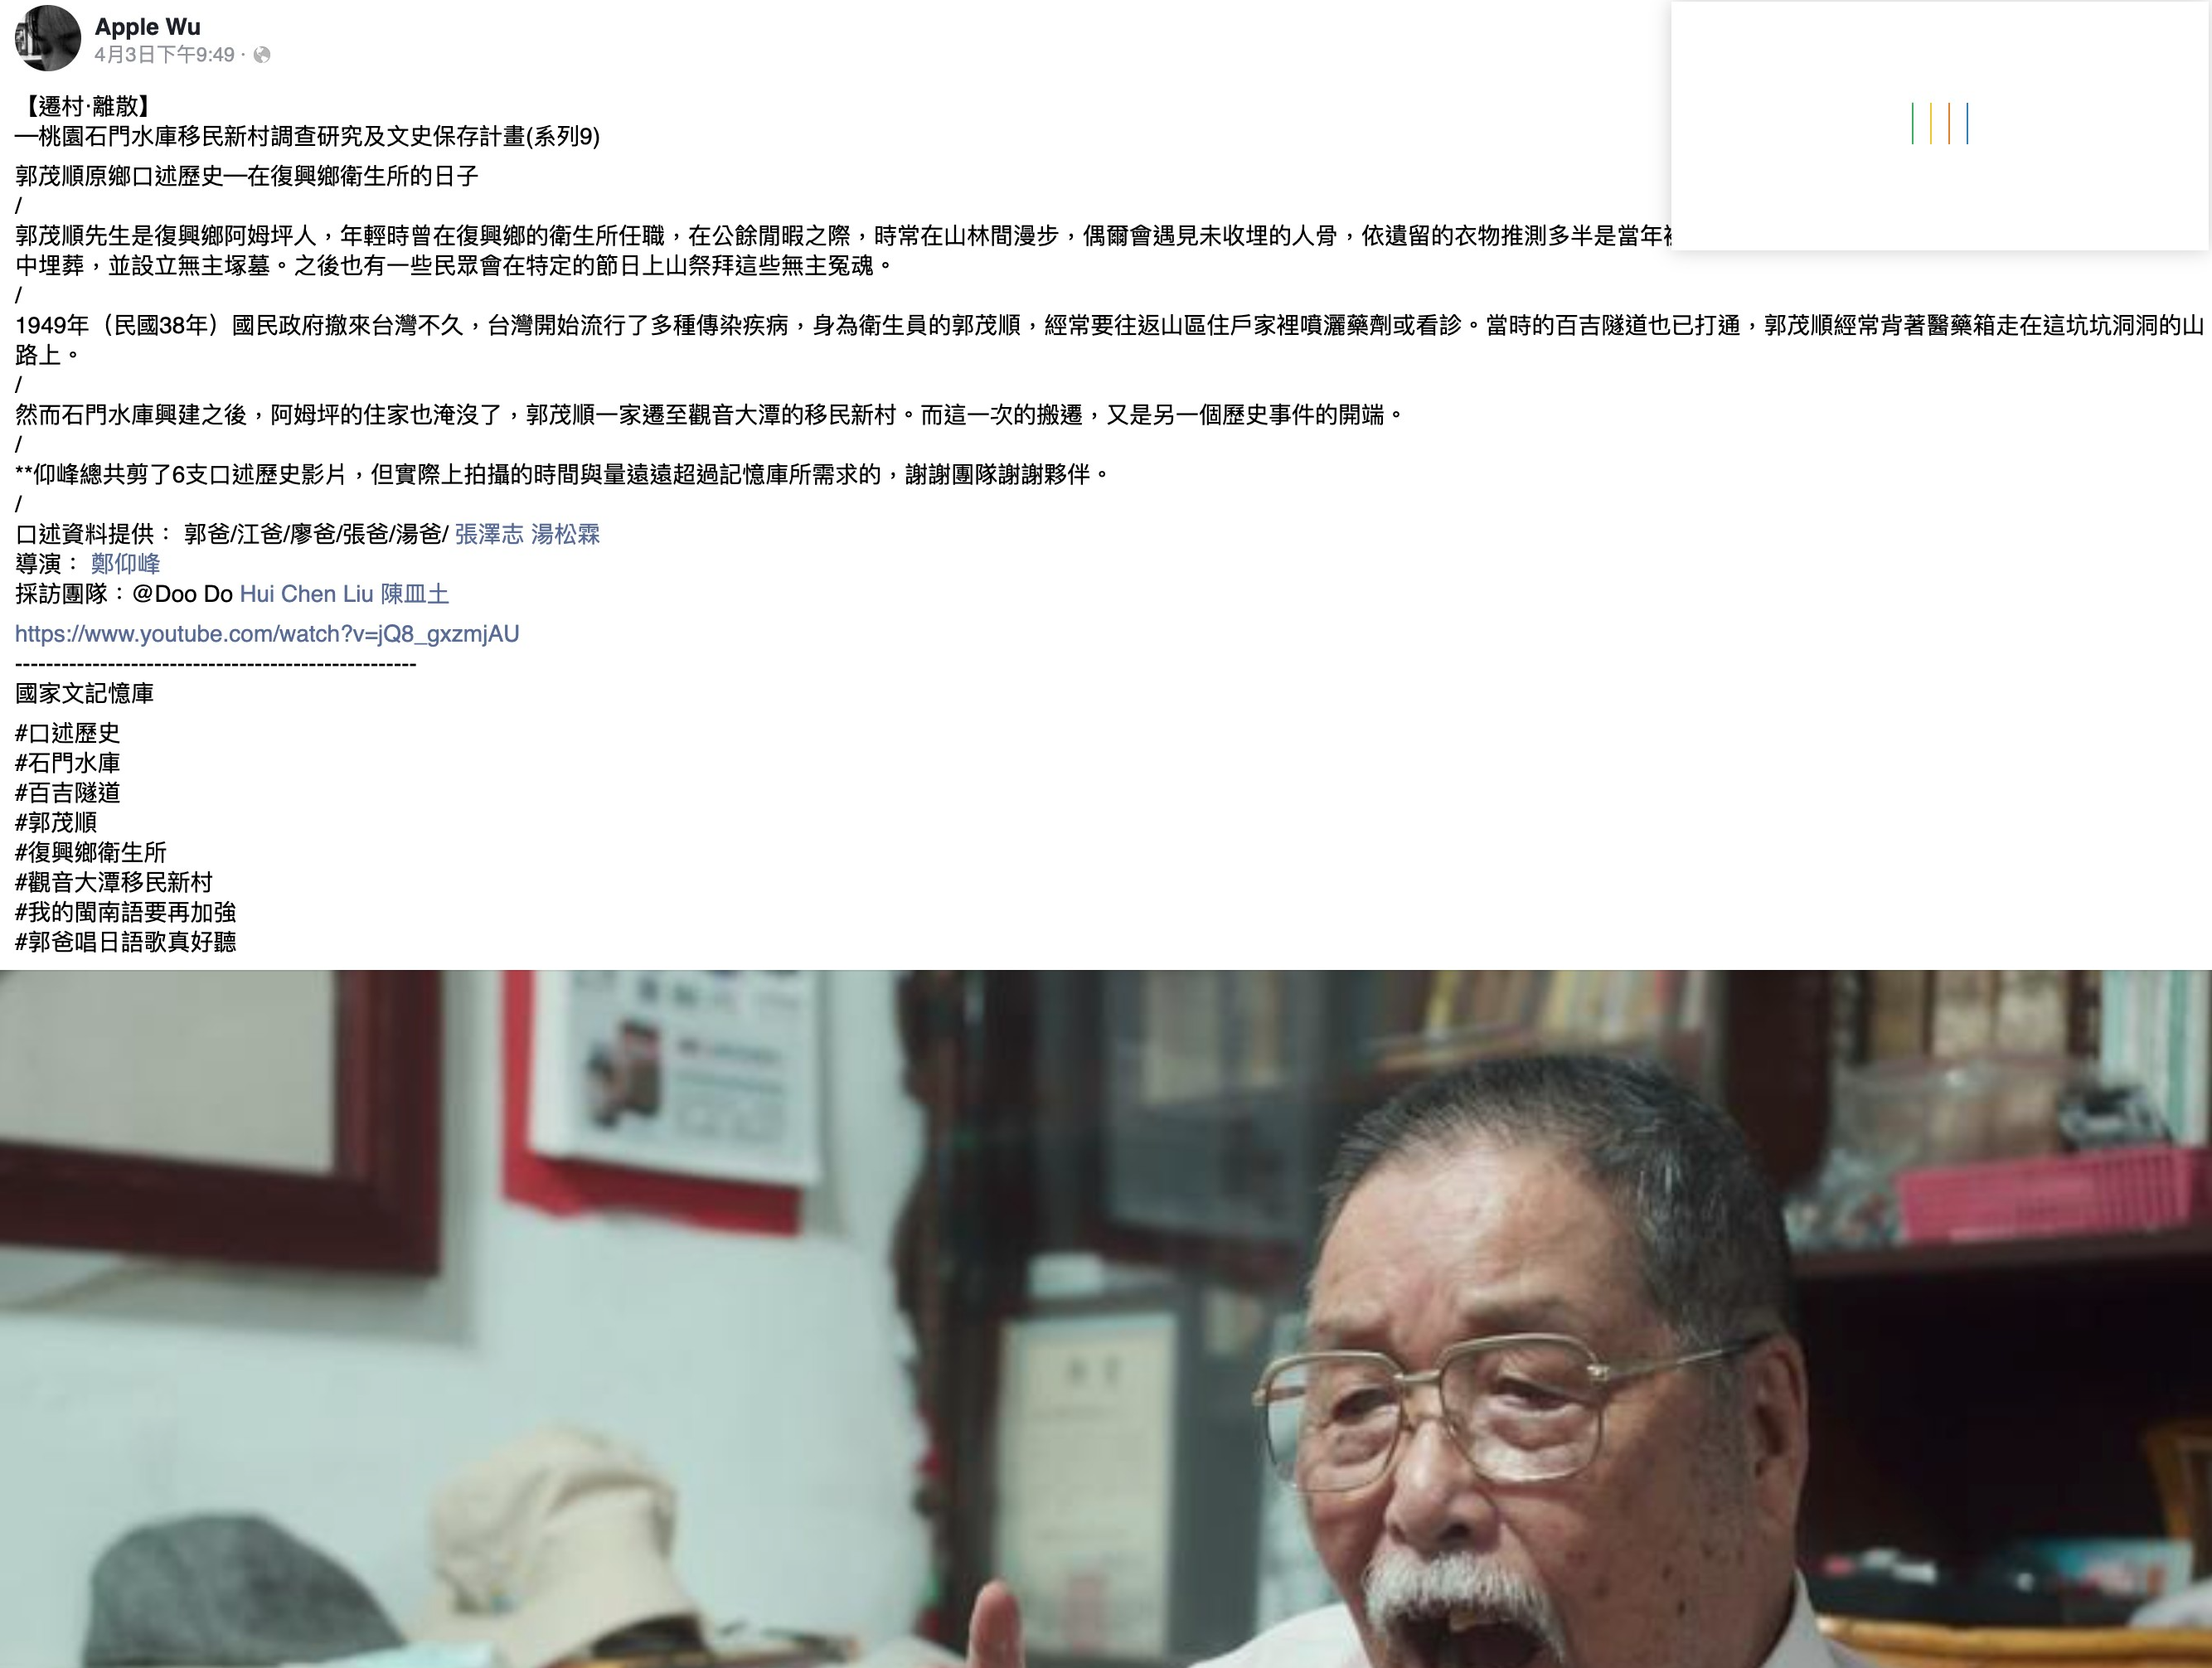 Apple Wu
4月3日下午9:49 ·
【遷村·離散】
—桃園石門水庫移民新村調查研究及文史保存計畫(系列9)
郭茂順原鄉口述歷史—在復興鄉衛生所的日子
/
郭茂順先生是復興鄉阿姆坪人，年輕時曾在復興鄉的衛生所任職，在公餘閒暇之際，時常在山林間漫步，偶爾會遇見未收埋的人骨，依遺留的衣物推測多半是當年
中埋葬，並設立無主塚墓。之後也有一些民眾會在特定的節日上山祭拜這些無主冤魂。
/
1949年（民國38年）國民政府撤來台灣不久，台灣開始流行了多種傳染疾病，身為衛生員的郭茂順，經常要往返山區住戶家裡噴灑藥劑或看診。當時的百吉隧道也已打通，郭茂順經常背著醫藥箱走在這坑坑洞洞的山
路上。
/
然而石門水庫興建之後，阿姆坪的住家也淹沒了，郭茂順一家遷至觀音大潭的移民新村。而這一次的搬遷，又是另一個歷史事件的開端。
/
**仰峰總共剪了6支口述歷史影片，但實際上拍攝的時間與量遠遠超過記憶庫所需求的，謝謝團隊謝謝夥伴。
/
口述資料提供： 郭爸/江爸/廖爸/張爸/湯爸/ 張澤志 湯松霖
導演： 鄭仰峰
採訪團隊：@Doo Do Hui Chen Liu 陳皿土
https://www.youtube.com/watch?v=jQ8_gxzmjAU
----------------------------------------------------
國家文記憶庫
#口述歷史
#石門水庫
#百吉隧道
#郭茂順
#復興鄉衛生所
#觀音大潭移民新村
#我的閩南語要再加強
#郭爸唱日語歌真好聽